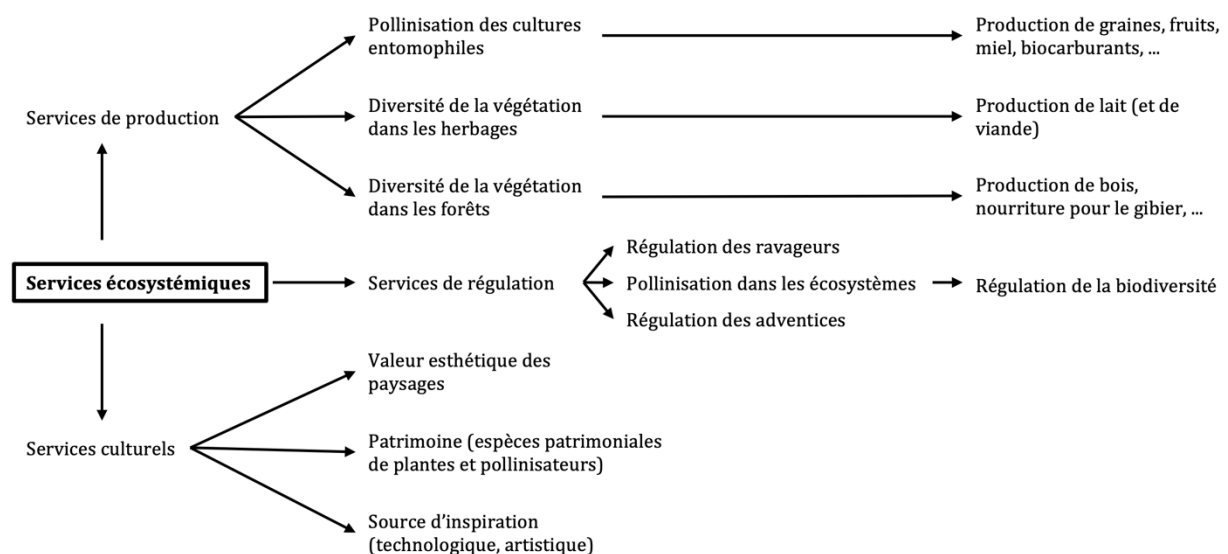 Pollinisation des cultures
entomophiles
Production de graines, fruits,
miel, biocarburants, ...
Services de production
Diversité de la végétation
dans les herbages
Production de lait (et de
viande)
Diversité de la végétation
dans les forêts
Production de bois,
nourriture pour le gibier, ...
Services écosystémiques
Services de régulation
Régulation des ravageurs
Pollinisation dans les écosystèmes
Régulation des adventices
Régulation de la biodiversité
Services culturels
Valeur esthétique des
paysages
Patrimoine (espèces patrimoniales
de plantes et pollinisateurs)
Source d’inspiration
(technologique, artistique)